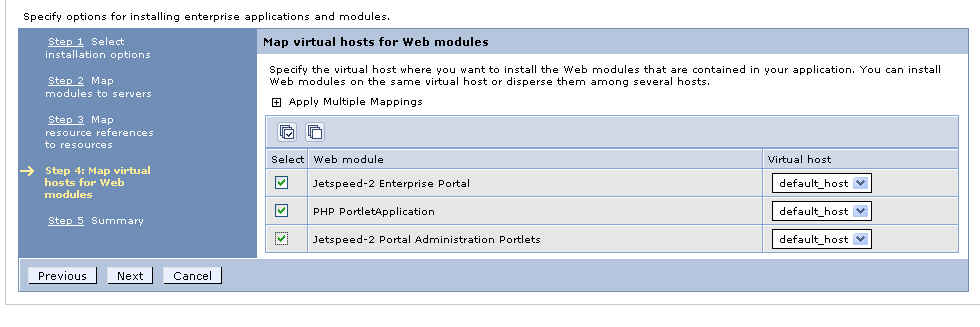 Specify options for installing enterprise applications and modules.
Step 1 Select
installation options
Step 2 Map
modules to servers
Step 3 Map
resource references
to resources
Step 4: Map virtual
hosts for Web
modules
Step 5 Summary
Map virtual hosts for Web modules
Specify the virtual host where you want to install the Web modules that are contained in your application. You can install
Web modules on the same virtual host or disperse them among several hosts.
Apply Multiple Mappings
Select Web module Virtual host
Jetspeed-2 Enterprise Portal default_host
PHP PortletApplication default_host
Jetspeed-2 Portal Administration Portlets default_host
Previous Next Cancel